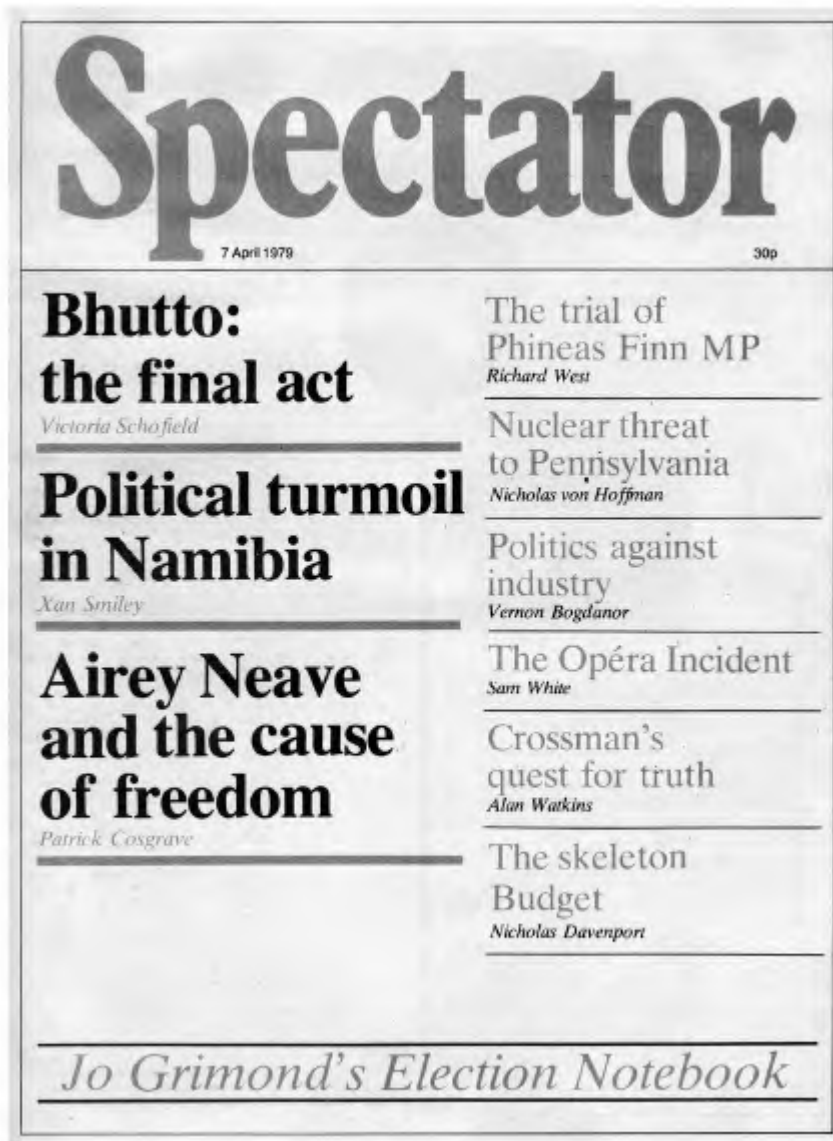 Spectator
7 April 1979
30p
Bhutto:
the final act
Victoria Schofield
Political turmoil
in Namibia
Xan Smiley
Airey Neave
and the cause
of freedom
Patrick Cosgrave
The trial of
Phineas Finn MP
Richard West
Nuclear threat
to Pennsylvania
Nicholas von Hoffman
Politics against
industry
Vernon Bogdanor
The Opéra Incident
Sam White
Crossman's
quest for truth
Alan Watkins
The skeleton
Budget
Nicholas Davenport
Jo Grimond's Election Notebook